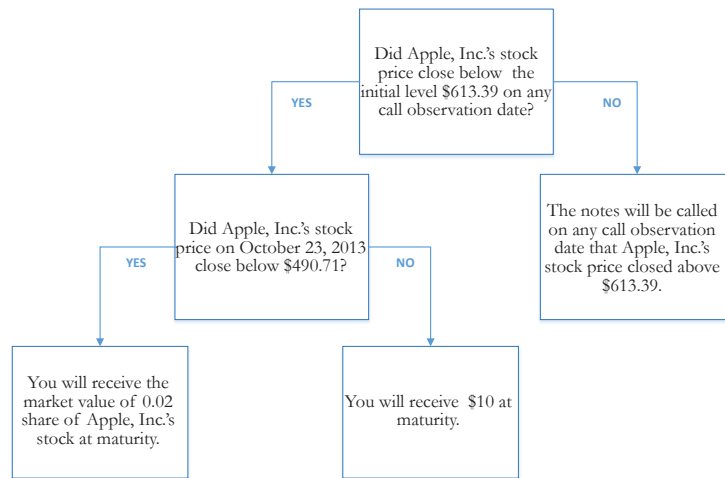 Did Apple, Inc.'s stock
price close below the
initial level $613.39 on any
call observation date?
YES
NO
Did Apple, Inc.'s stock
price on October 23, 2013
close below $490.71?
The notes will be called
on any call observation
date that Apple, Inc.'s
stock price closed above
$613.39.
YES
NO
You will receive the
market value of 0.02
share of Apple, Inc.'s
stock at maturity.
You will receive $10 at
maturity.